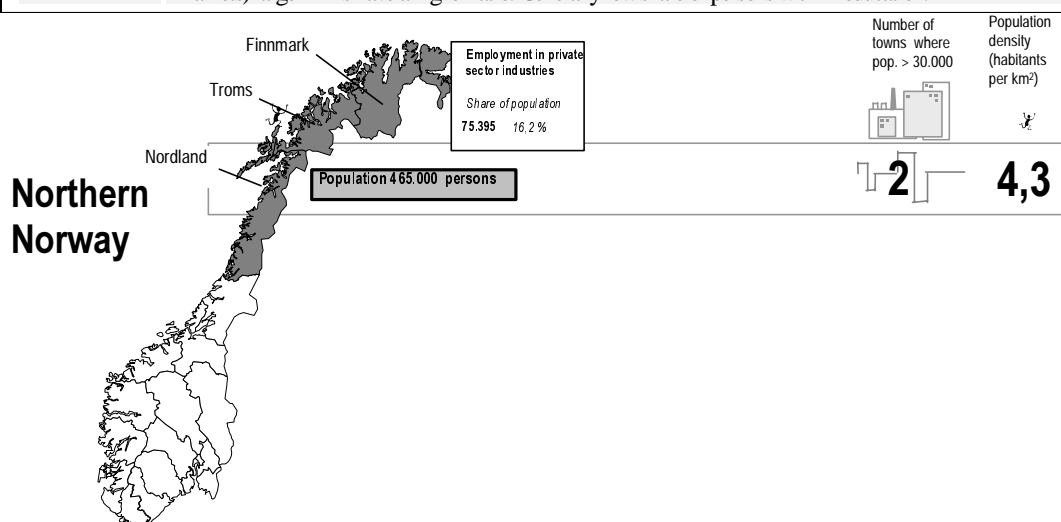 Finnmark
Troms
Nordland
Northern
Norway
Employment in private
sector industries
Share of population
75.395 16,2 %
Population 465.000 persons
Number of
towns where
pop. > 30.000
2
Population
density
(habitants
per km²)
4,3